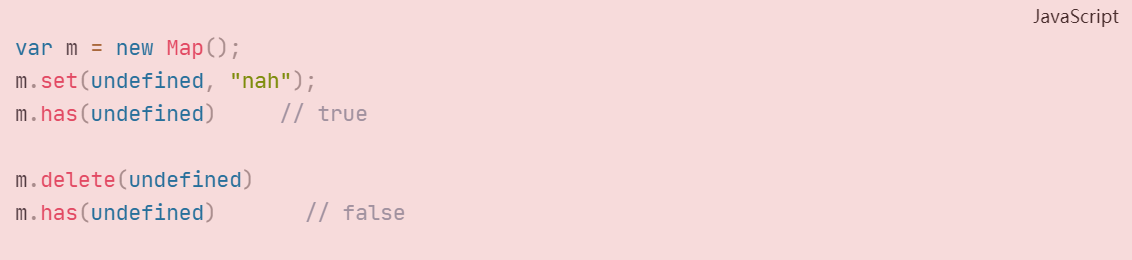 JavaScript
var m = new Map();
m.set(undefined, "nah");
m.has(undefined)     // true
m.delete(undefined)
m.has(undefined)       // false